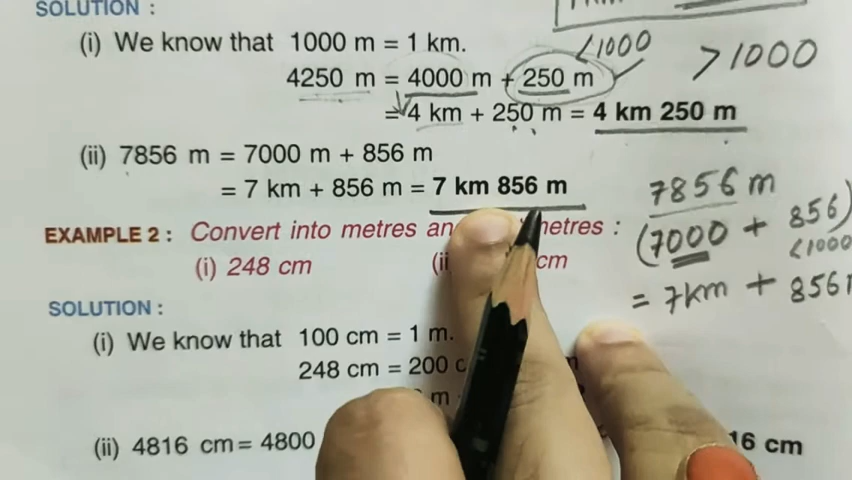 SOLUTION :
(i) We know that 1000 m = 1 km.
<1000
>1000
4250 m = 4000 m + 250 m
= 4 km + 250 m = 4 km 250 m
(ii) 7856 m = 7000 m + 856 m
= 7 km + 856 m = 7 km 856 m
7856 m
(7000 + 856)
<1000
= 7km + 856
EXAMPLE 2 : Convert into metres an metres :
(i) 248 cm (ii cm
SOLUTION :
(i) We know that 100 cm = 1 m.
248 cm = 200 c
m
(ii) 4816 cm = 4800 16 cm